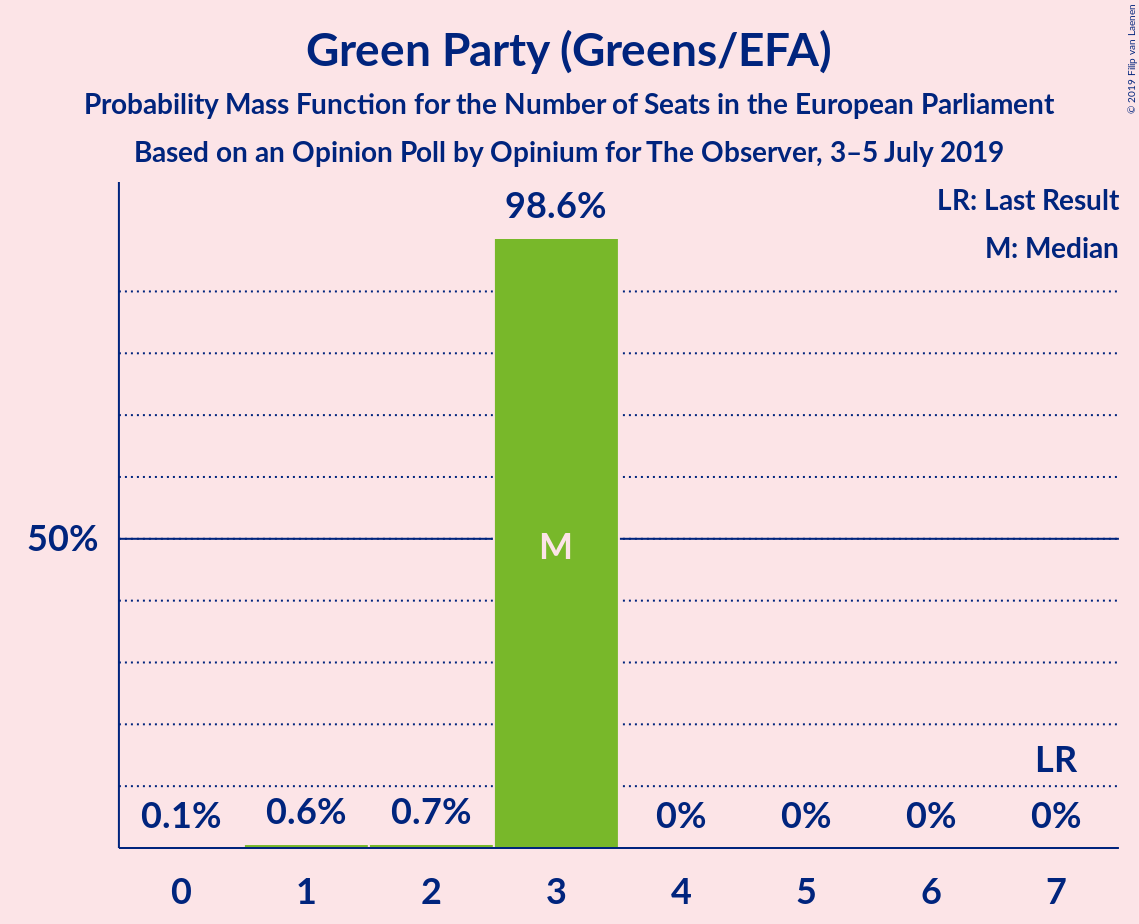 Green Party (Greens/EFA)
Probability Mass Function for the Number of Seats in the European Parliament
Based on an Opinion Poll by Opinium for The Observer, 3–5 July 2019
© 2019 Filip van Laenen
LR: Last Result
M: Median
98.6%
50%
M
LR
0.1% 0.6% 0.7% 0% 0% 0% 0%
0 1 2 3 4 5 6 7